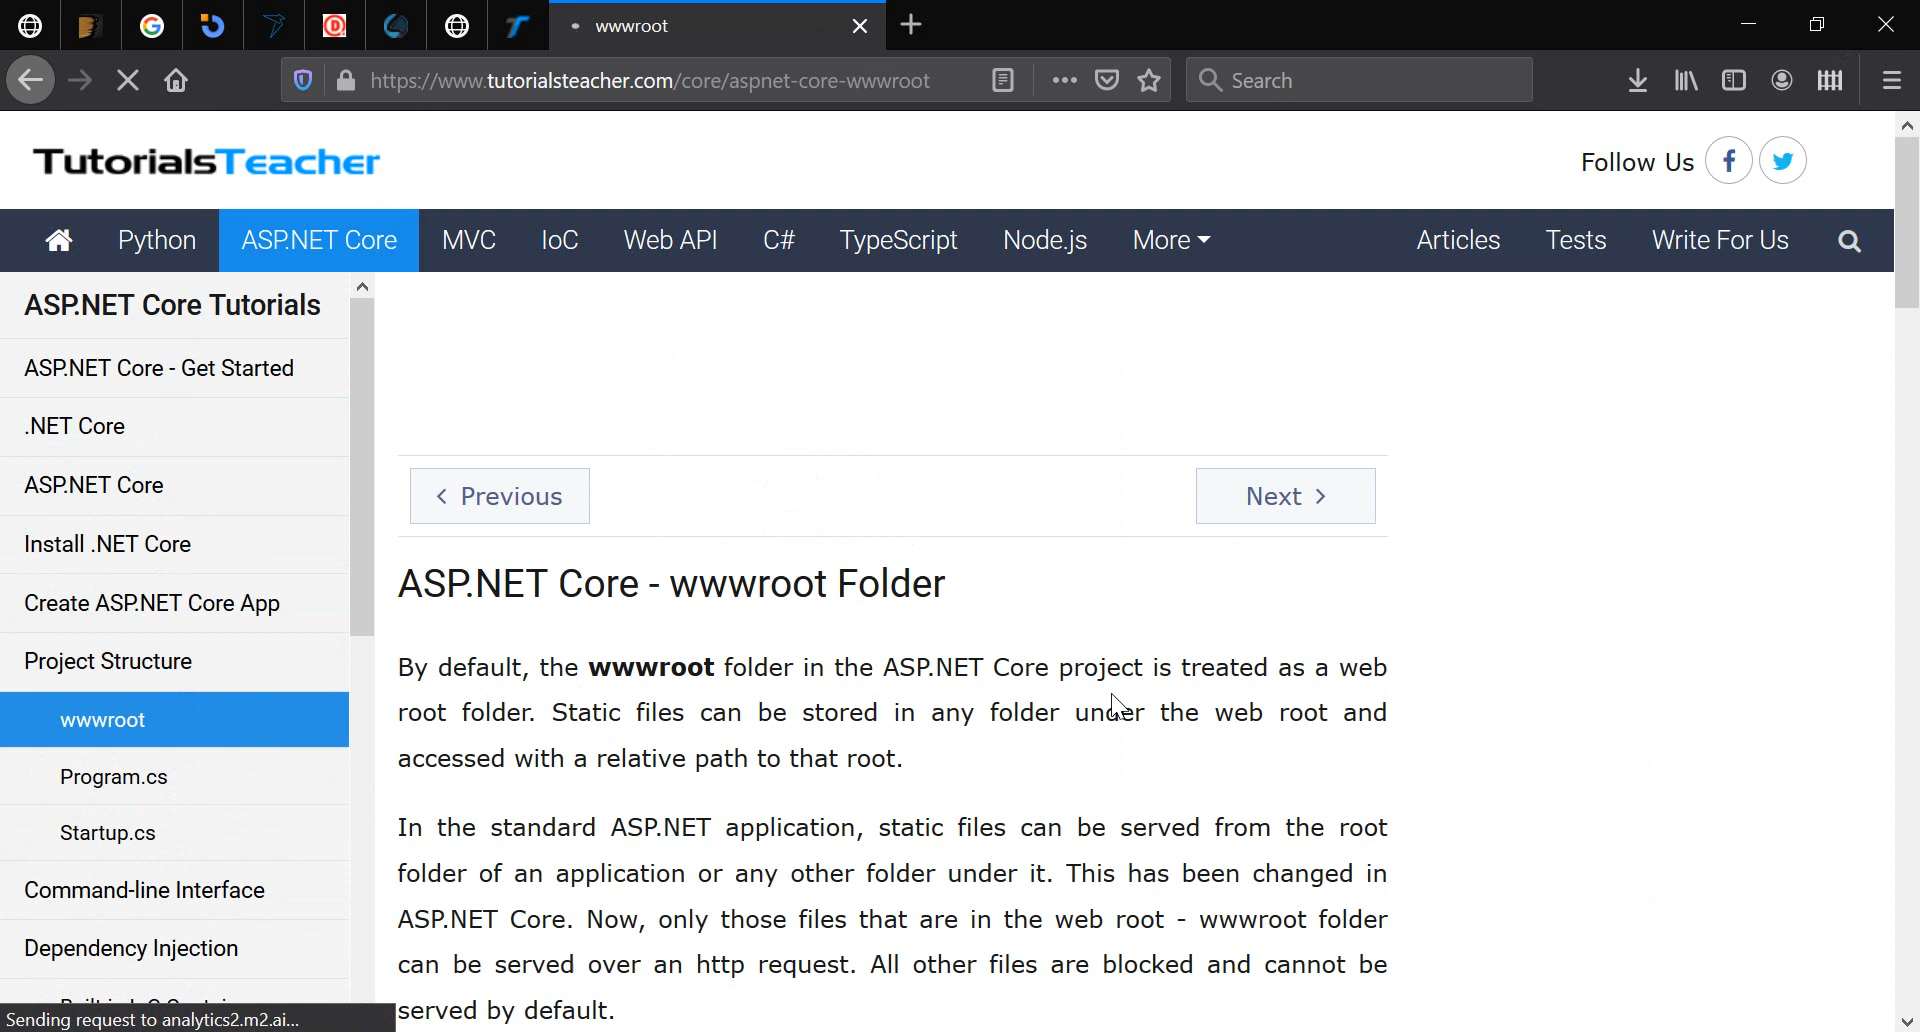 wwwroot
https://www.tutorialsteacher.com/core/aspnet-core-wwwroot
Search
TutorialsTeacher
Follow Us
Python
ASP.NET Core
MVC
IoC
Web API
C#
TypeScript
Node.js
More
Articles
Tests
Write For Us
ASP.NET Core Tutorials
ASP.NET Core - Get Started
.NET Core
ASP.NET Core
Install .NET Core
Create ASP.NET Core App
Project Structure
wwwroot
Program.cs
Startup.cs
Command-line Interface
Dependency Injection
Sending request to analytics2.m2.ai...
Previous
Next
ASP.NET Core - wwwroot Folder
By default, the wwwroot folder in the ASP.NET Core project is treated as a web
root folder. Static files can be stored in any folder under the web root and
accessed with a relative path to that root.
In the standard ASP.NET application, static files can be served from the root
folder of an application or any other folder under it. This has been changed in
ASP.NET Core. Now, only those files that are in the web root - wwwroot folder
can be served over an http request. All other files are blocked and cannot be
served by default.